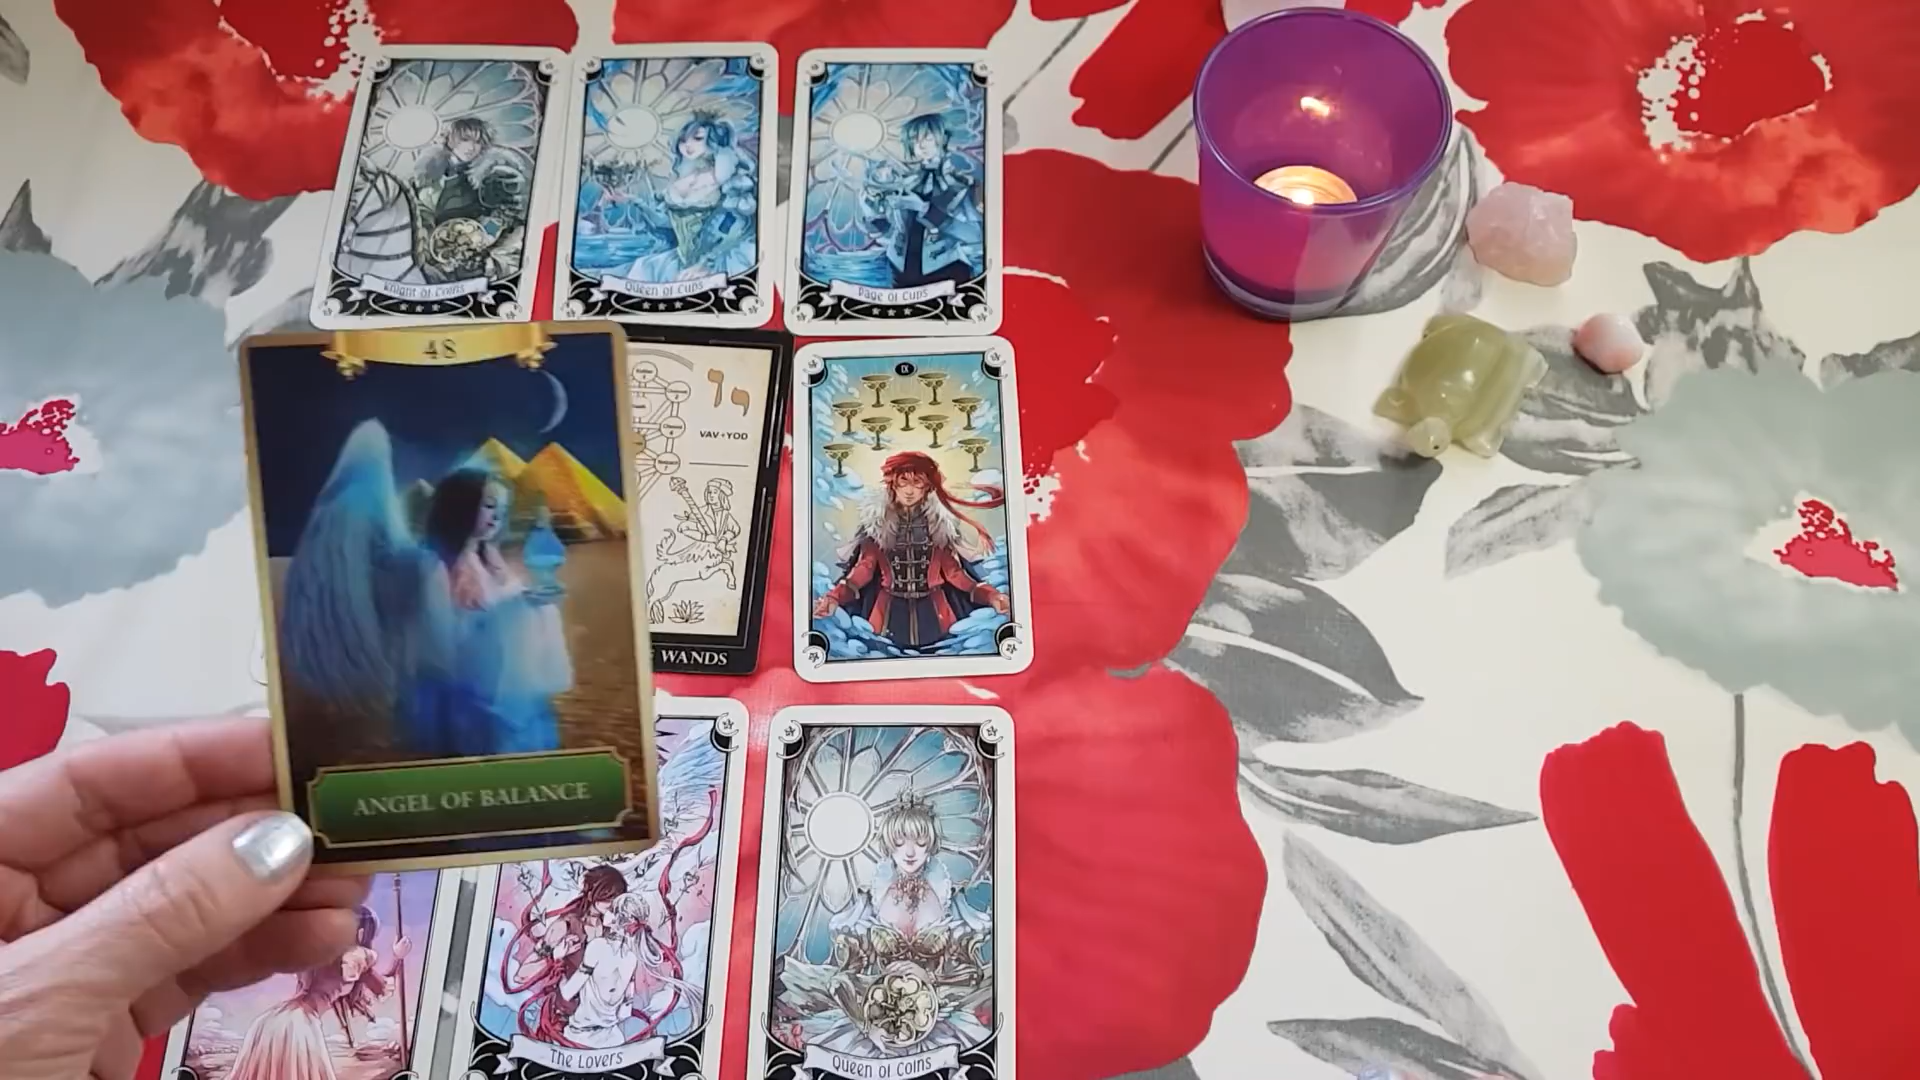 Knight of Coins
Queen of Cups
Page of Cups
48
VAV•YOD
IX
WANDS
ANGEL OF BALANCE
The Lovers
Queen of Coins